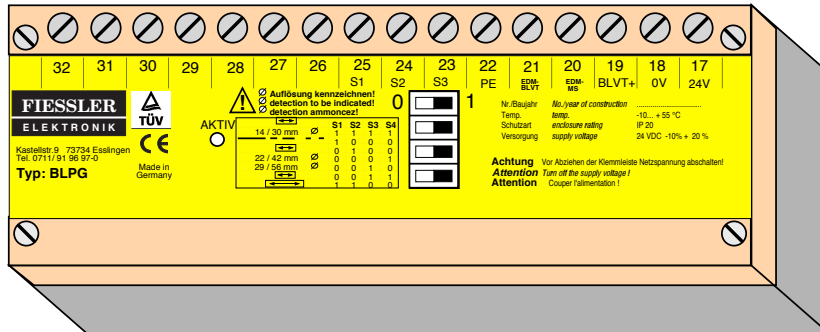 32 31 30 29 28 27 26 25 24 23 22 21 20 19 18 17
S1 S2 S3 PE EDM-BLVT EDM-MS BLVT+ 0V 24V
FIESSLER
ELEKTRONIK
Kastellstr.9 73734 Esslingen
Tel. 0711/ 91 96 97-0
Typ: BLPG
TÜV
CE
Made in
Germany
AKTIV
Ø Auflösung kennzeichnen!
Ø detection to be indicated!
Ø detection ammoncez!
S1 S2 S3 S4
14 / 30 mm Ø 1 1 1 1
0 1 1 1
0 1 0 0
0 0 0 1
22 / 42 mm Ø
29 / 56 mm Ø
0 0 1 0
0 0 1 1
1 1 0 0
0 1
Nr./Baujahr No./year of construction ........................
Temp. temp. -10... + 55 ºC
Schutzart enclosure rating IP 20
Versorgung supply voltage 24 VDC -10% + 20 %
Achtung Vor Abziehen der Klemmleiste Netzspannung abschalten!
Attention Turn off the supply voltage !
Attention Couper l'alimentation !